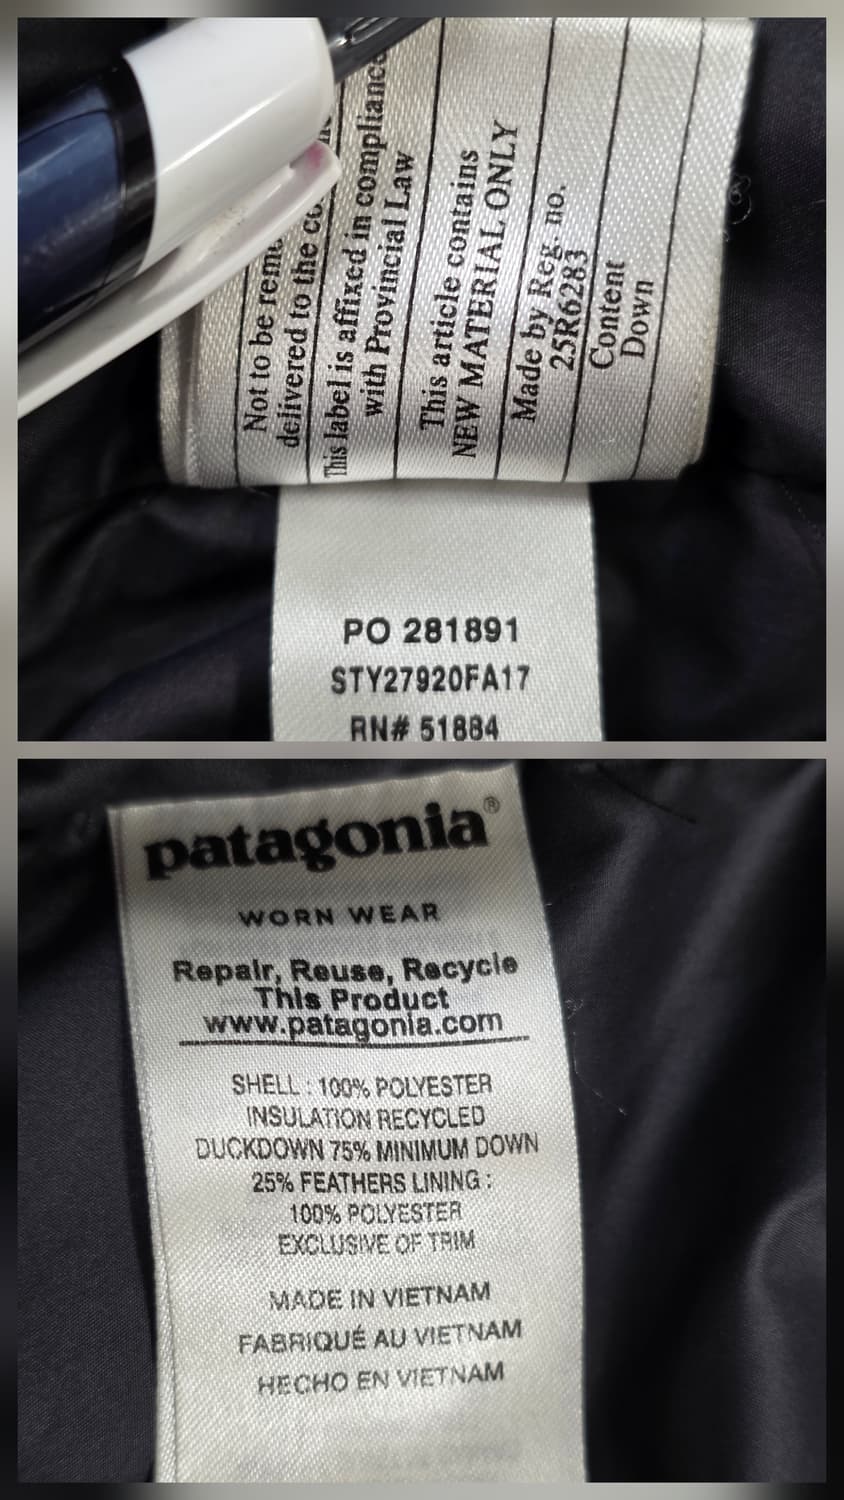 Not to be
delivered to the
This label is affixed in compliance
with Provincial Law
This article contains
NEW MATERIAL ONLY
Made by Reg. no.
25R6283
Content
Down
PO 281891
STY27920FA17
RN# 51884
patagonia®
WORN WEAR
Repair, Reuse, Recycle
This Product
www.patagonia.com
SHELL : 100% POLYESTER
INSULATION RECYCLED
DUCKDOWN 75% MINIMUM DOWN
25% FEATHERS LINING :
100% POLYESTER
EXCLUSIVE OF TRIM
MADE IN VIETNAM
FABRIQUÉ AU VIETNAM
HECHO EN VIETNAM